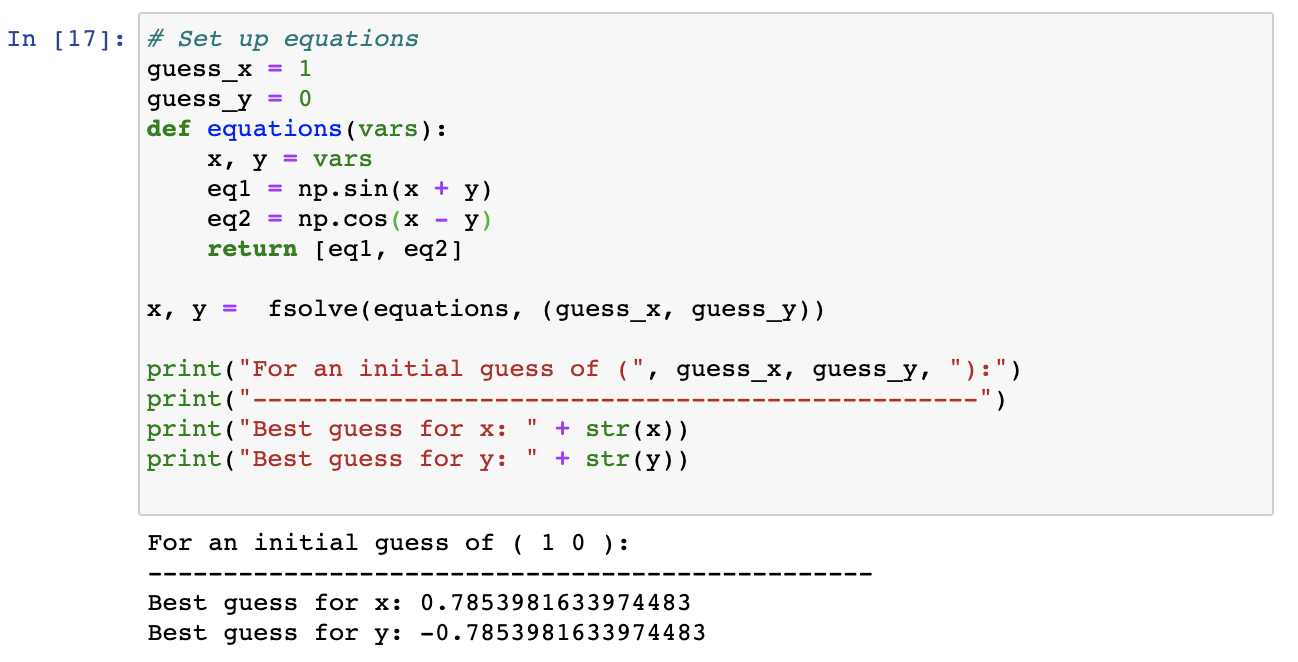 In [17]:
# Set up equations
guess_x = 1
guess_y = 0
def equations(vars):
    x, y = vars
    eq1 = np.sin(x + y)
    eq2 = np.cos(x - y)
    return [eq1, eq2]

x, y =  fsolve(equations, (guess_x, guess_y))

print("For an initial guess of (", guess_x, guess_y, "):")
print("------------------------------------------------")
print("Best guess for x: " + str(x))
print("Best guess for y: " + str(y))

For an initial guess of ( 1 0 ):
------------------------------------------------
Best guess for x: 0.7853981633974483
Best guess for y: -0.7853981633974483